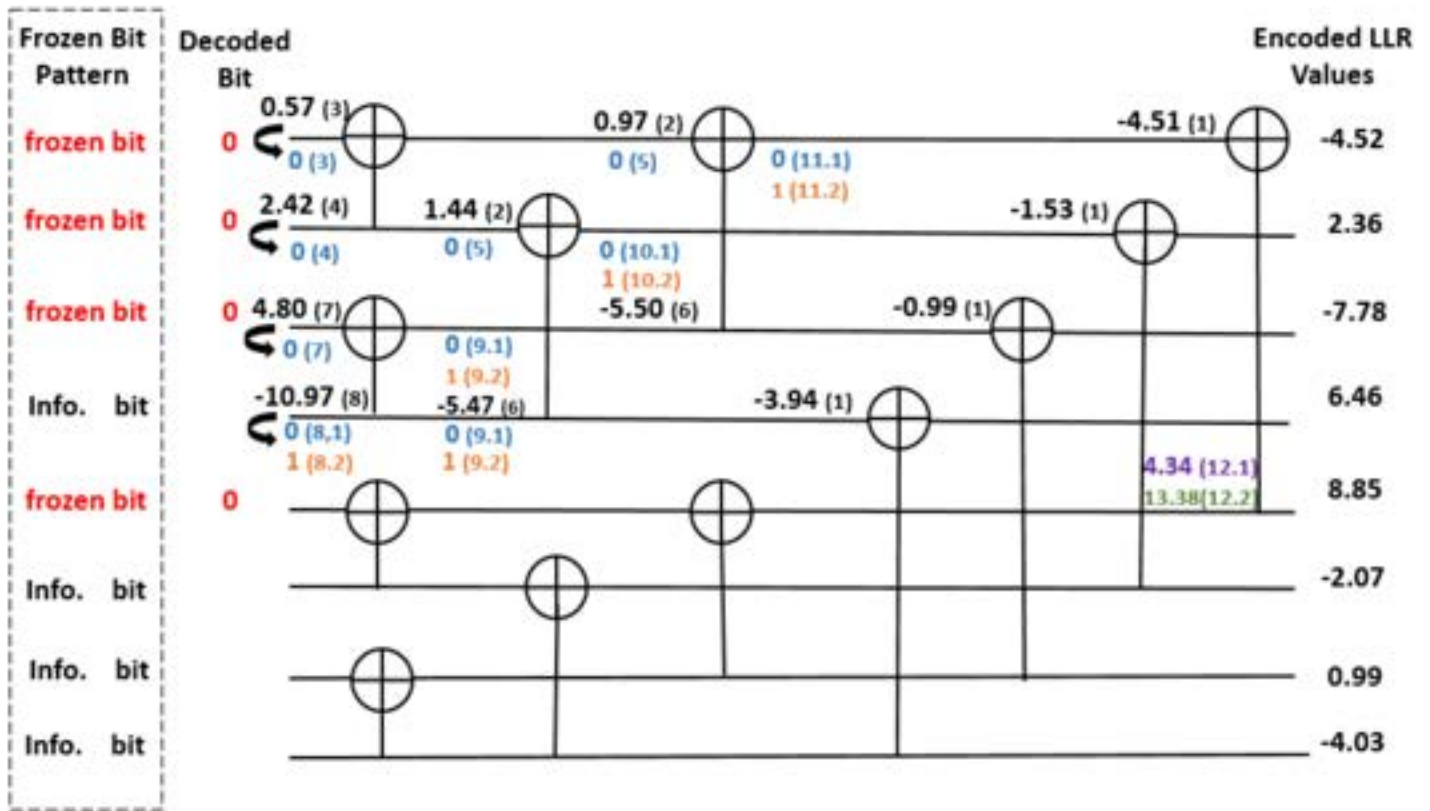 Frozen Bit Pattern
Decoded Bit
Encoded LLR Values
frozen bit 0 0.57 (3) 0.97 (2) -4.51 (1) -4.52
0 (3) 0 (5) 0 (11.1)
1 (11.2)
frozen bit 0 2.42 (4) 1.44 (2) -1.53 (1) 2.36
0 (4) 0 (5) 0 (10.1)
1 (10.2)
frozen bit 0 4.80 (7) -5.50 (6) -0.99 (1) -7.78
0 (7) 0 (9.1)
1 (9.2)
Info. bit -10.97 (8) -5.47 (6) -3.94 (1) 6.46
0 (8,1) 0 (9.1)
1 (8.2) 1 (9.2)
4.34 (12.1)
frozen bit 0 13.38(12.2) 8.85
Info. bit -2.07
Info. bit 0.99
Info. bit -4.03